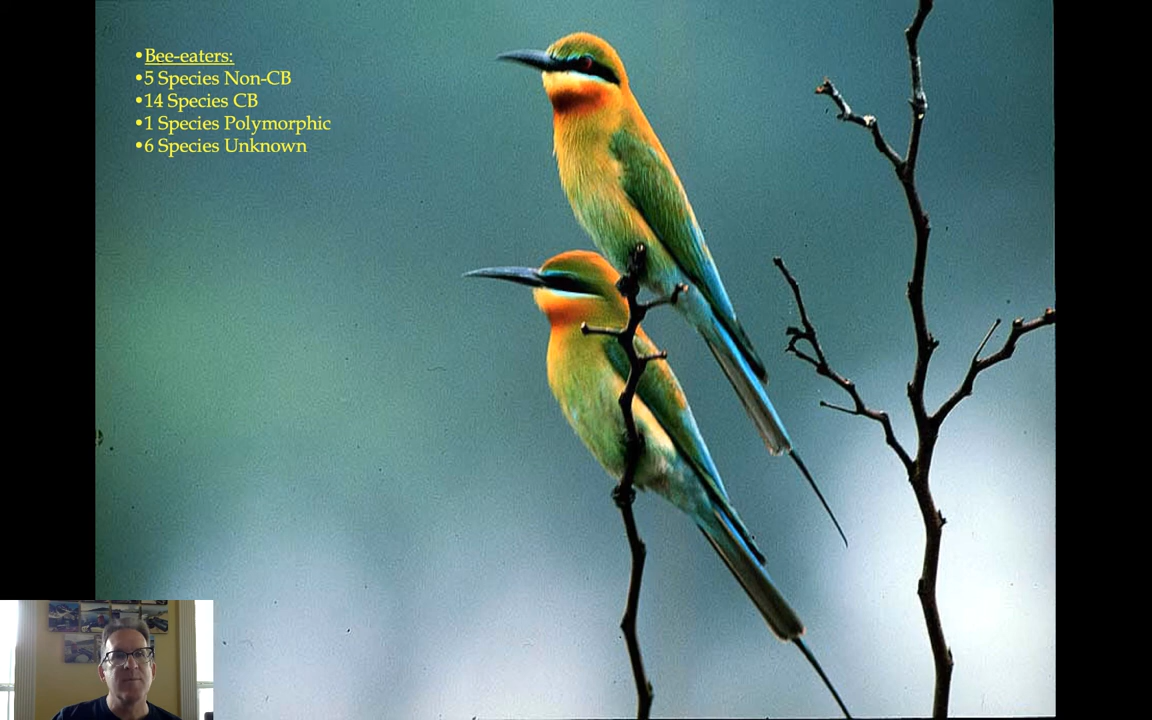 •Bee-eaters:
•5 Species Non-CB
•14 Species CB
•1 Species Polymorphic
•6 Species Unknown